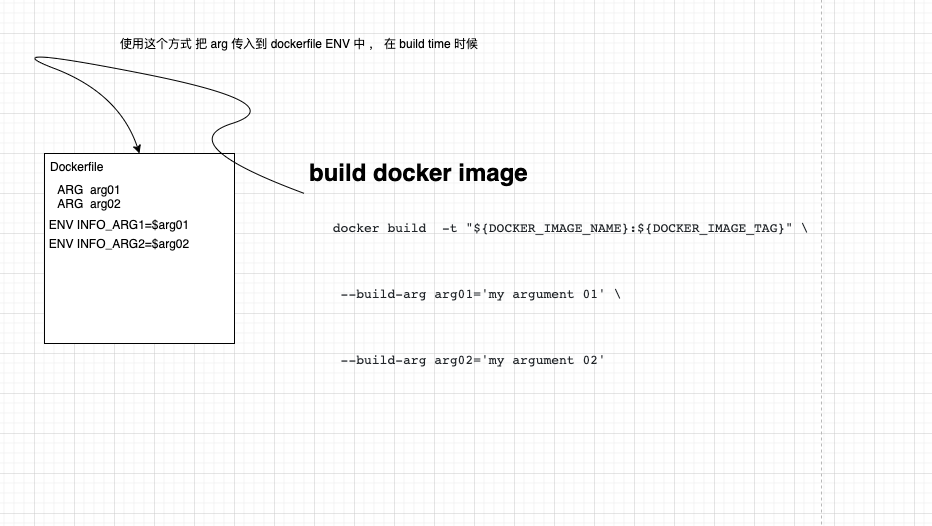 使用这个方式 把 arg 传入到 dockerfile ENV 中 ， 在 build time 时候
Dockerfile
ARG arg01
ARG arg02
ENV INFO_ARG1=$arg01
ENV INFO_ARG2=$arg02
build docker image
docker build  -t "${DOCKER_IMAGE_NAME}:${DOCKER_IMAGE_TAG}" \
--build-arg arg01='my argument 01' \
--build-arg arg02='my argument 02'